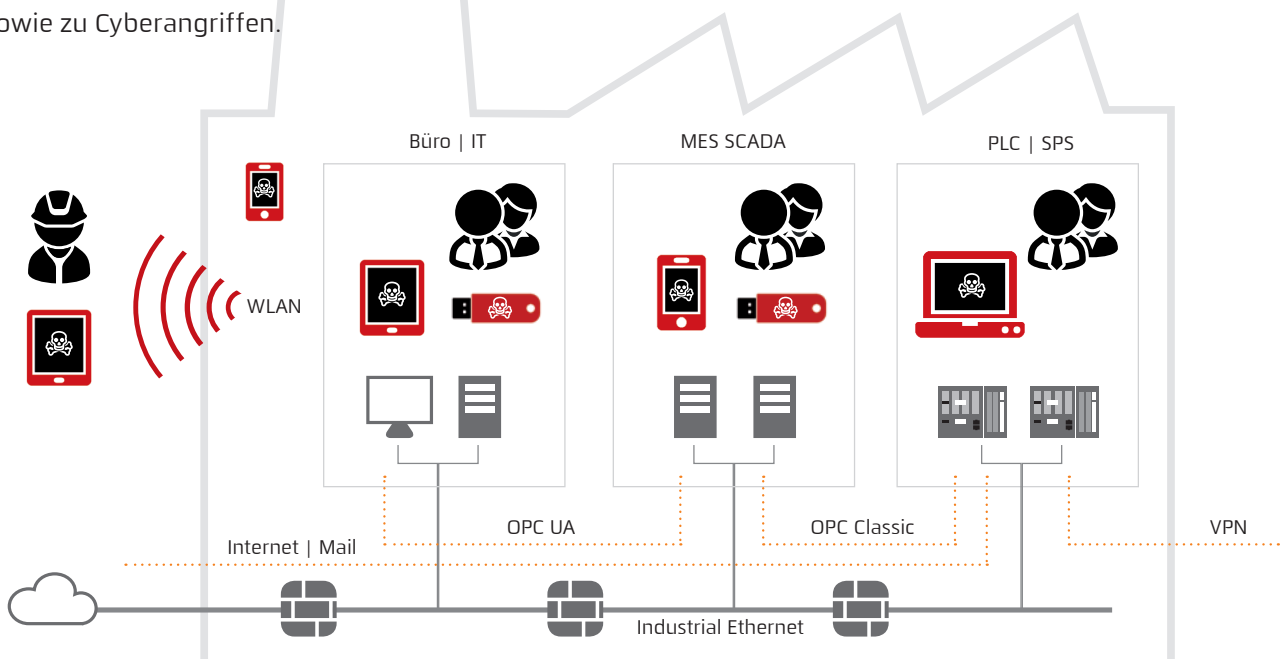 owie zu Cyberangriffen.
Büro | IT
MES SCADA
PLC | SPS
WLAN
OPC UA
OPC Classic
VPN
Internet | Mail
Industrial Ethernet